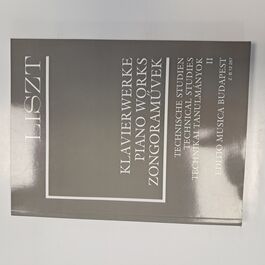 LISZT
KLAVIERWERKE
PIANO WORKS
ZONGORAMŰVEK
TECHNISCHE STUDIEN
TECHNICAL STUDIES
TECHNIKAI TANULMÁNYOK
II
EDITIO MUSICA BUDAPEST